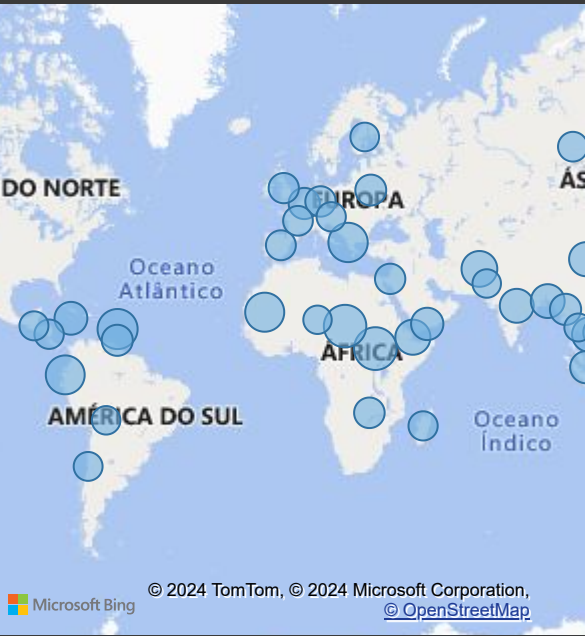 DO NORTE
EUROPA
ÁS
Oceano
Atlântico
ÁFRICA
AMÉRICA DO SUL
Oceano
Índico
© 2024 TomTom, © 2024 Microsoft Corporation,
Microsoft Bing
© OpenStreetMap